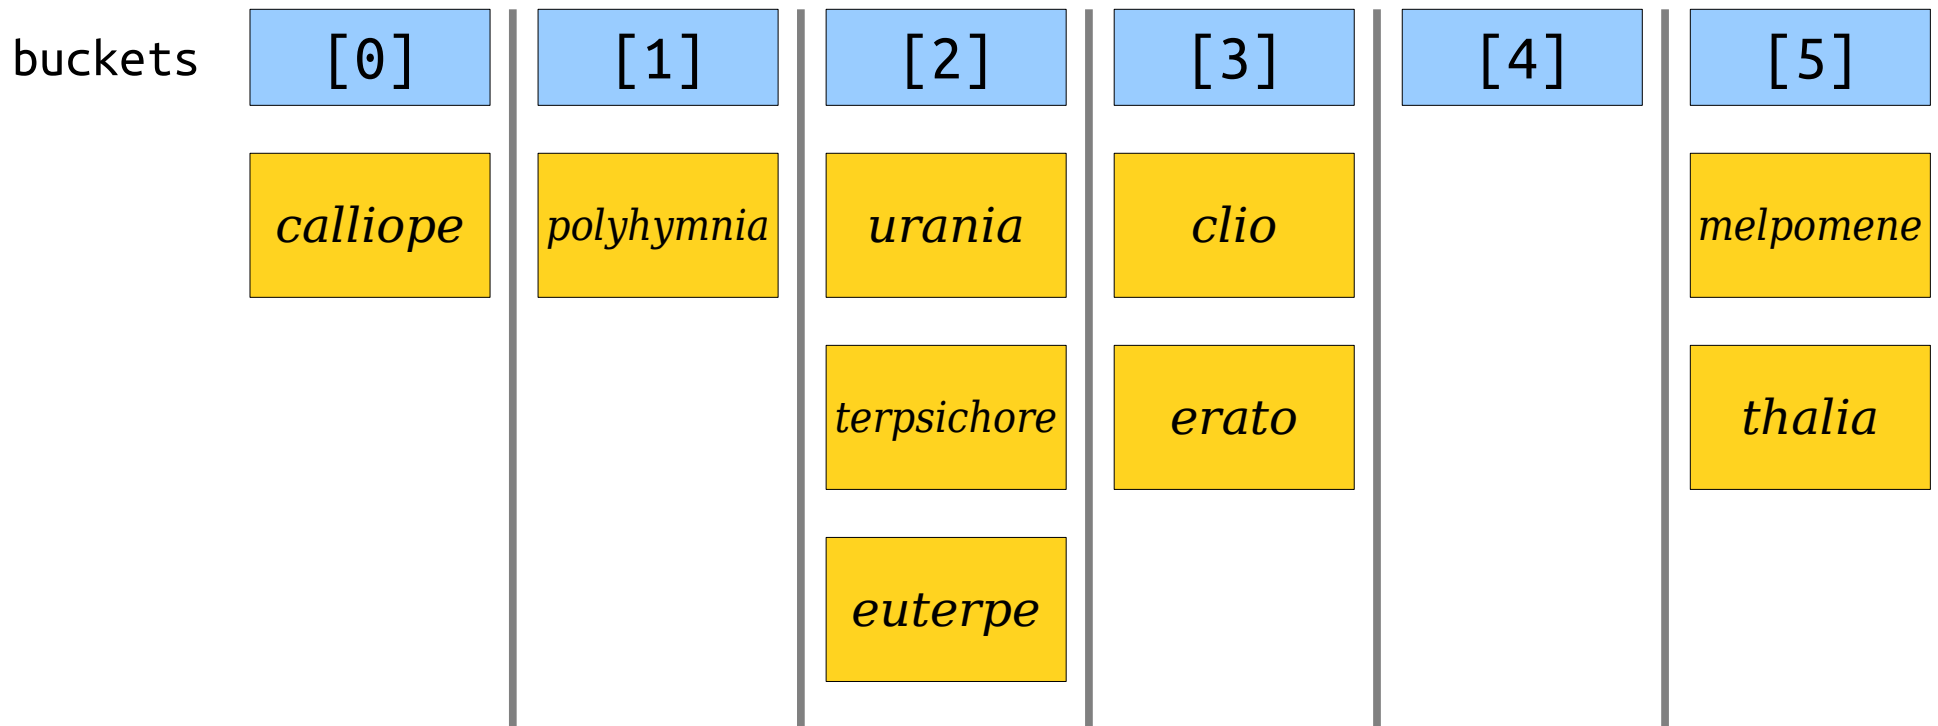 buckets [0] [1] [2] [3] [4] [5]
calliope polyhymnia urania clio melpomene
terpsichore erato thalia
euterpe